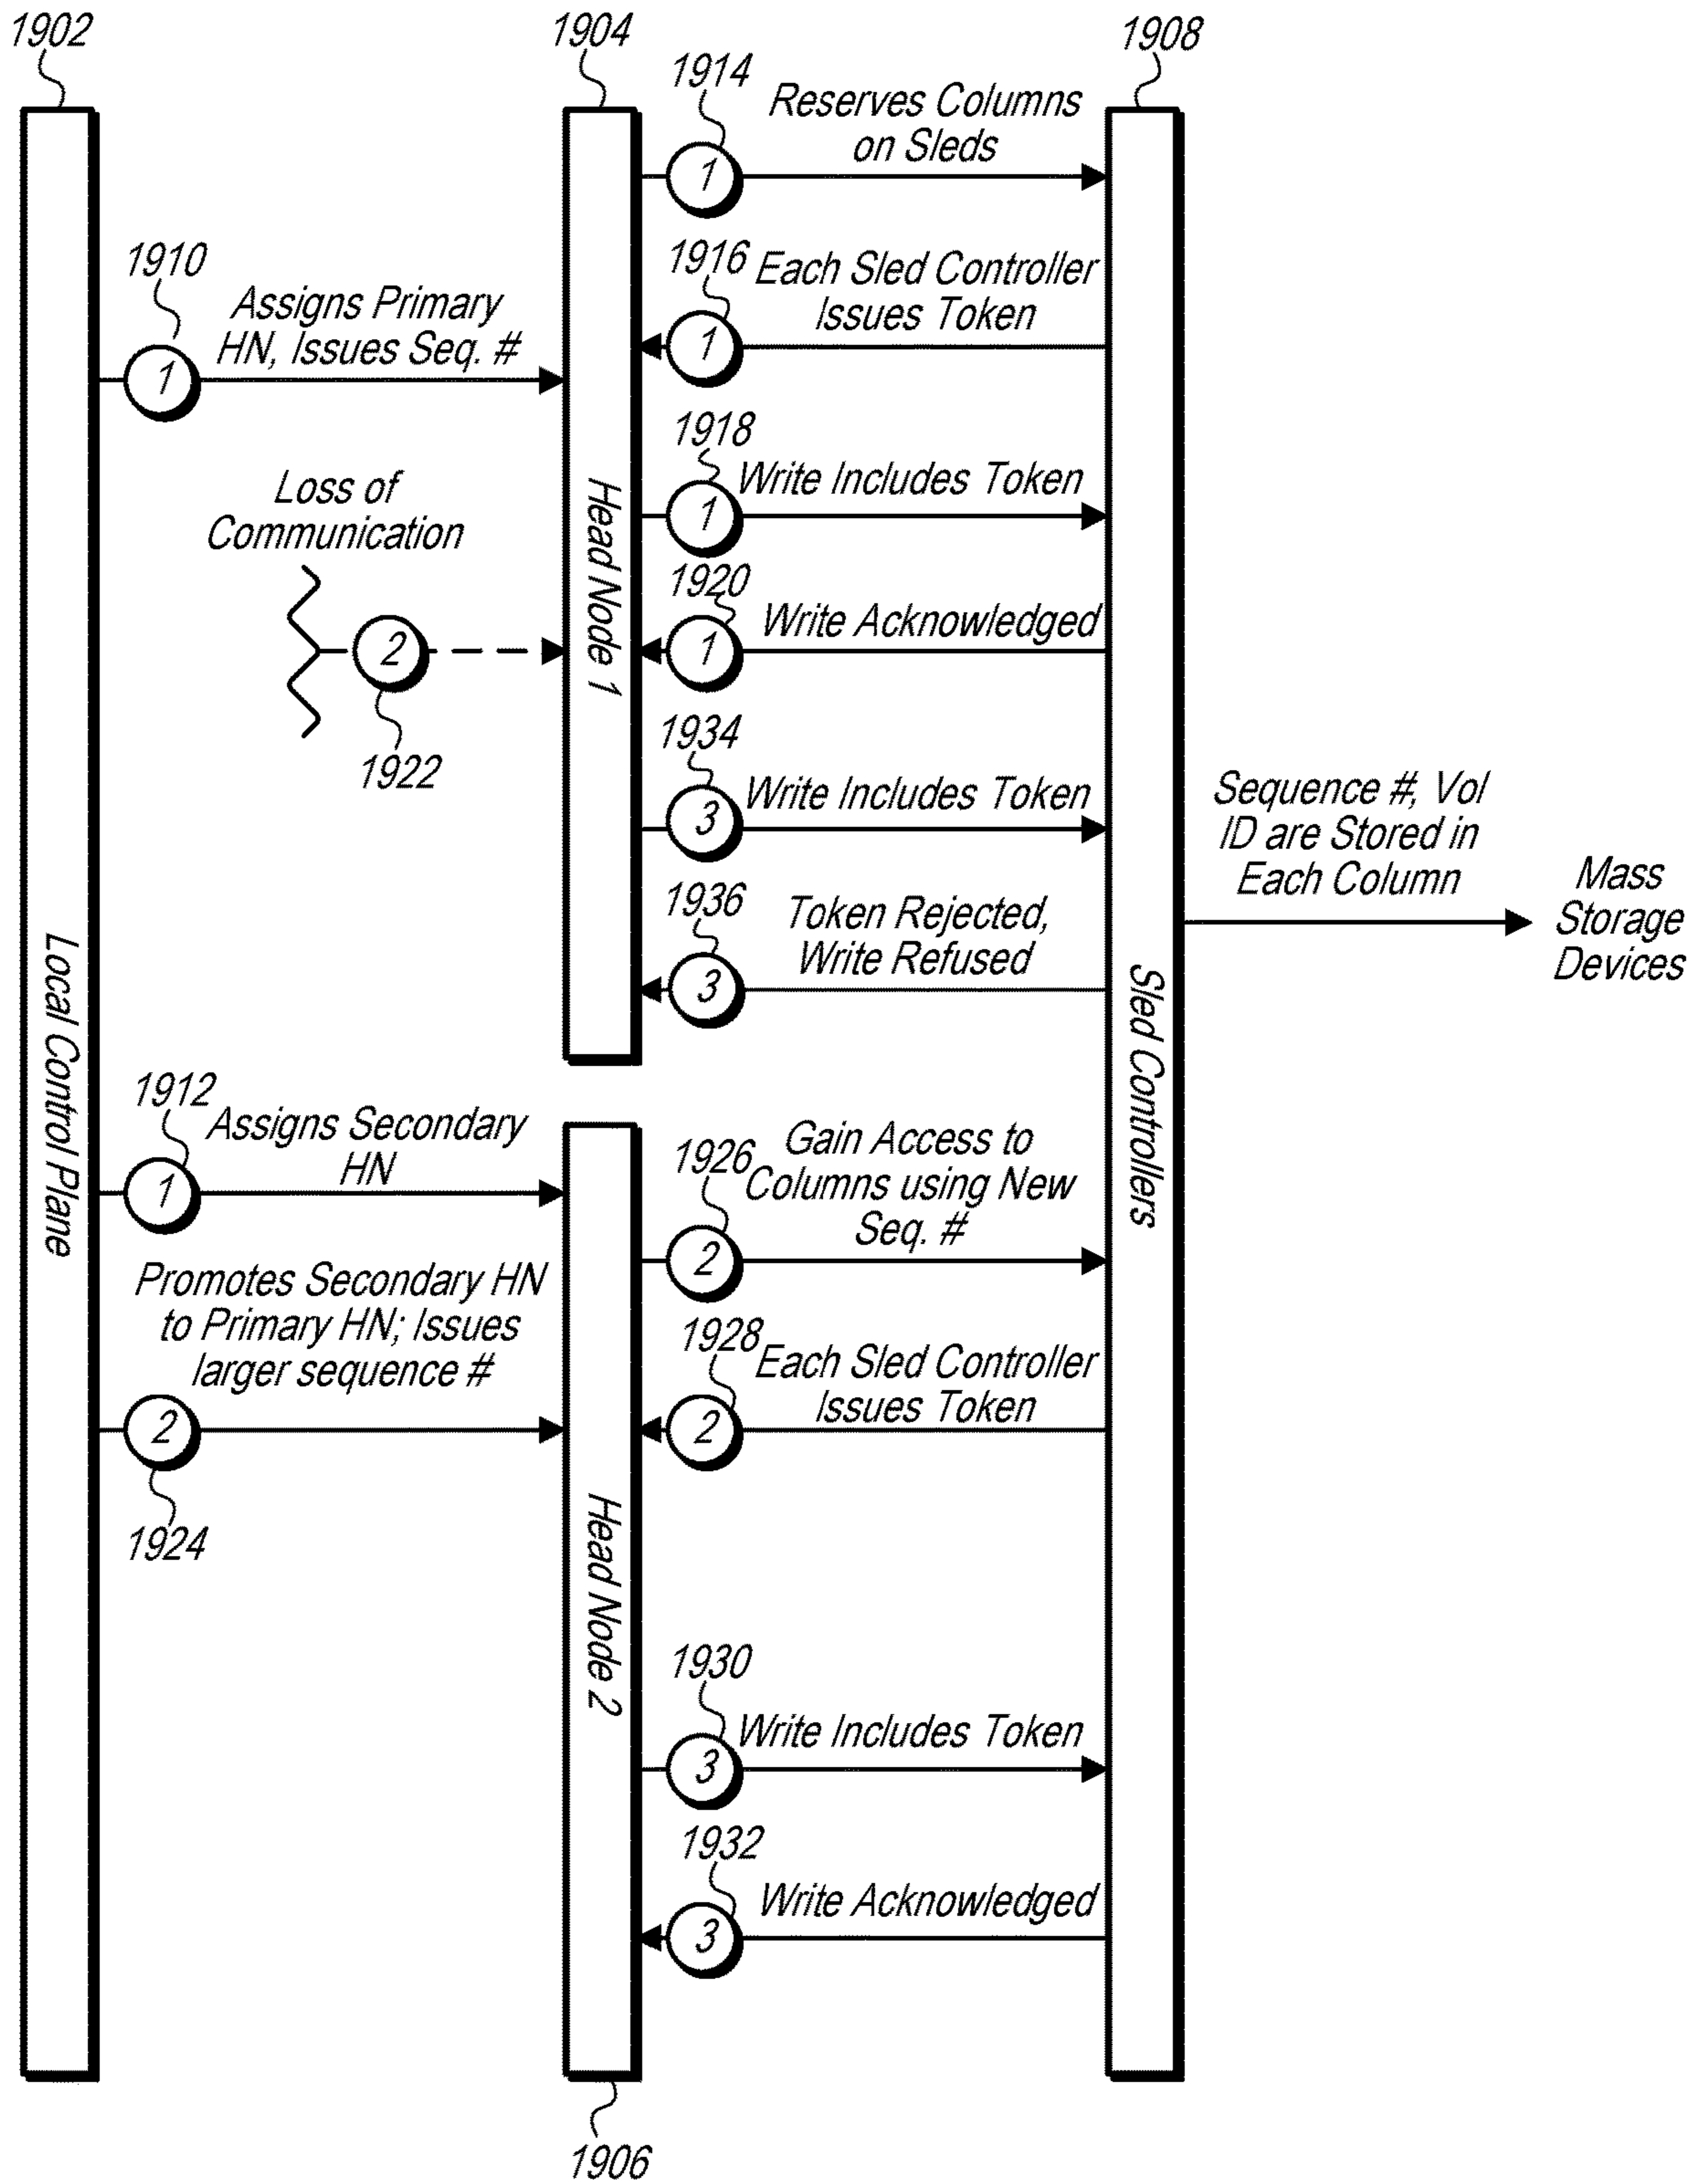 1902
1904
1908
1914
Reserves Columns
on Sleds
1
1910
Assigns Primary
HN, Issues Seq. #
1
1916
Each Sled Controller
Issues Token
1
1918
Write Includes Token
1
Loss of
Communication
2
1922
1920
Write Acknowledged
1
Head Node 1
1934
Write Includes Token
3
1936
Token Rejected,
Write Refused
3
Sequence #, Vol
ID are Stored in
Each Column
Mass
Storage
Devices
Local Control Plane
Sled Controllers
1912
Assigns Secondary
HN
1
1926
Gain Access to
Columns using New
Seq. #
2
Promotes Secondary HN
to Primary HN; Issues
larger sequence #
2
1924
1928
Each Sled Controller
Issues Token
2
Head Node 2
1930
Write Includes Token
3
1932
Write Acknowledged
3
1906